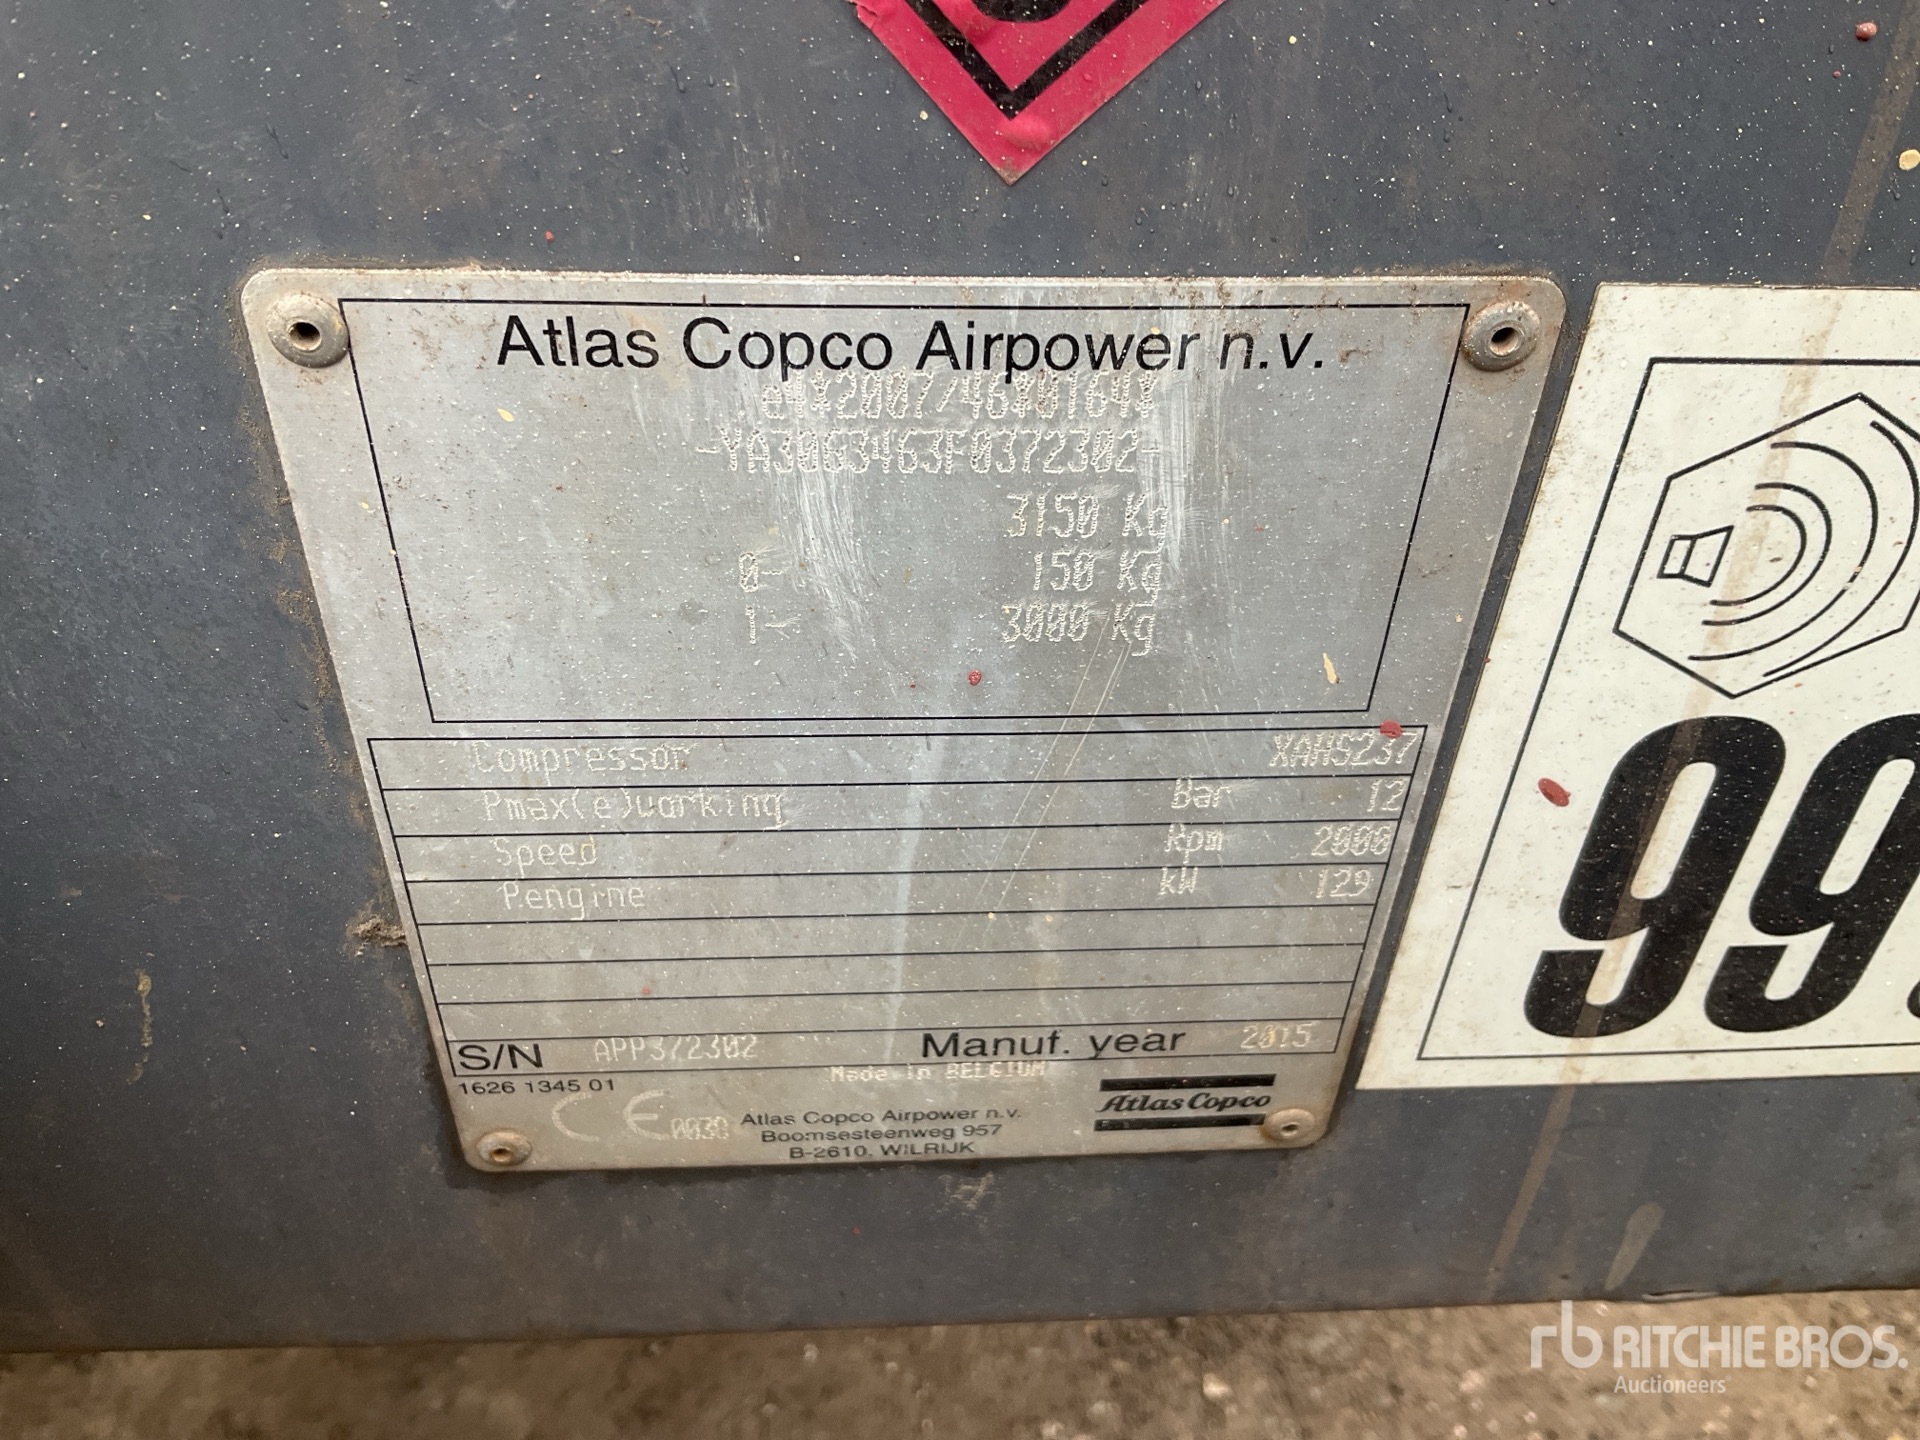 Atlas Copco Airpower n.v.
e4*2007/46*0164*
-YA3063463F0372302-
3150 Kg
0- 150 Kg
1- 3000 Kg
Compressor XAHS237
Pmax(e)working Bar 12
Speed Rpm 2000
P.engine kW 129
S/N APP372302 Manuf. year 2015
Made in BELGIUM
1626 1345 01
CE 0038
Atlas Copco Airpower n.v.
Boomsesteenweg 957
B-2610, WILRIJK
Atlas Copco
99
rb RITCHIE BROS.
Auctioneers